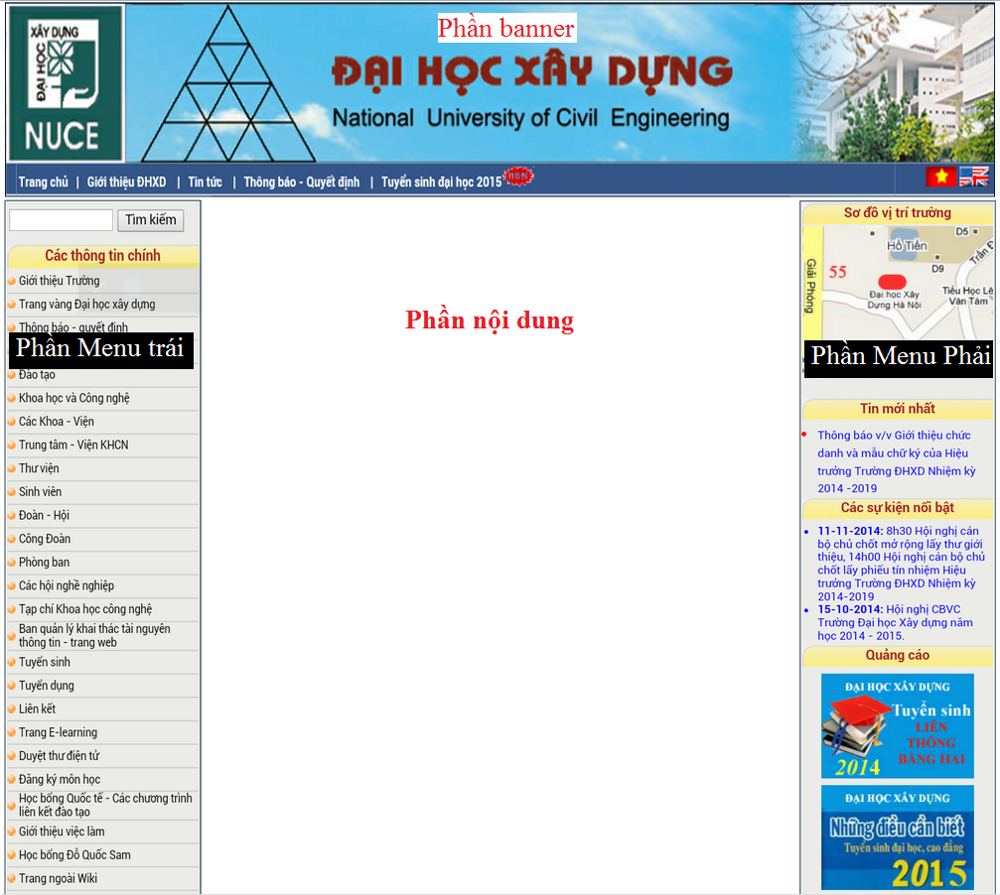 Phần banner
XÂY DỰNG
ĐẠI HỌC
NUCE
ĐẠI HỌC XÂY DỰNG
National University of Civil Engineering
Trang chủ | Giới thiệu ĐHXD | Tin tức | Thông báo - Quyết định | Tuyển sinh đại học 2015
Tìm kiếm
Các thông tin chính
Giới thiệu Trường
Trang vàng Đại học xây dựng
Thông báo - quyết định
Phần Menu trái
Đào tạo
Khoa học và Công nghệ
Các Khoa - Viện
Trung tâm - Viện KHCN
Thư viện
Sinh viên
Đoàn - Hội
Công Đoàn
Phòng ban
Các hội nghề nghiệp
Tạp chí Khoa học công nghệ
Ban quản lý khai thác tài nguyên
thông tin - trang web
Tuyển sinh
Tuyển dụng
Liên kết
Trang E-learning
Duyệt thư điện tử
Đăng ký môn học
Học bổng Quốc tế - Các chương trình
liên kết đào tạo
Giới thiệu việc làm
Học bổng Đỗ Quốc Sam
Trang ngoài Wiki
Phần nội dung
Sơ đồ vị trí trường
D5
Hồ Tiền
Trần
D9
Giải Phóng
55
Đại học Xây
Dựng Hà Nội
Tiểu Học Lê
Văn Tám
Phần Menu Phải
Tin mới nhất
Thông báo v/v Giới thiệu chức
danh và mẫu chữ ký của Hiệu
trưởng Trường ĐHXD Nhiệm kỳ
2014 -2019
Các sự kiện nổi bật
11-11-2014: 8h30 Hội nghị cán
bộ chủ chốt mở rộng lấy thư giới
thiệu, 14h00 Hội nghị cán bộ chủ
chốt lấy phiếu tín nhiệm Hiệu
trưởng Trường ĐHXD Nhiệm kỳ
2014-2019
15-10-2014: Hội nghị CBVC
Trường Đại học Xây dựng năm
học 2014 - 2015.
Quảng cáo
ĐẠI HỌC XÂY DỰNG
Tuyển sinh
LIÊN
THÔNG
BẰNG HAI
2014
ĐẠI HỌC XÂY DỰNG
Những điều cần biết
Tuyển sinh đại học, cao đẳng
2015